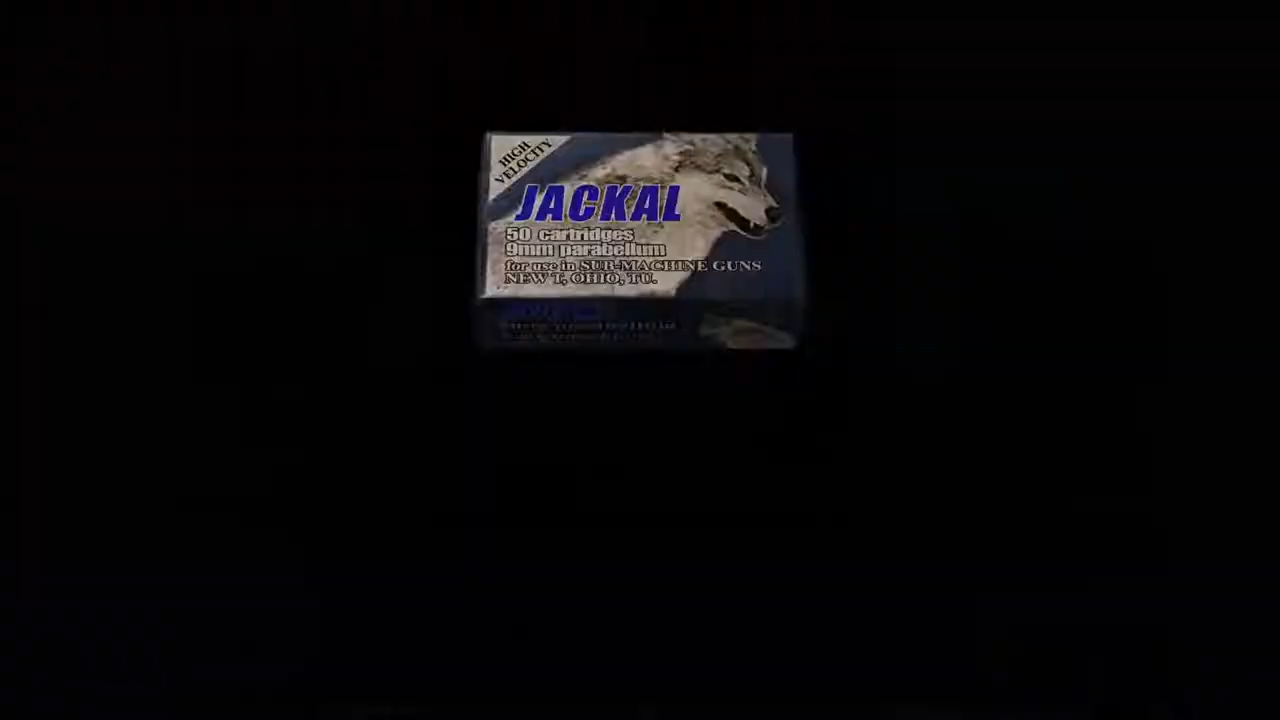 HIGH
VELOCITY
JACKAL
50 cartridges
9mm parabellum
for use in SUB-MACHINE GUNS
NEW T, OHIO, TU.